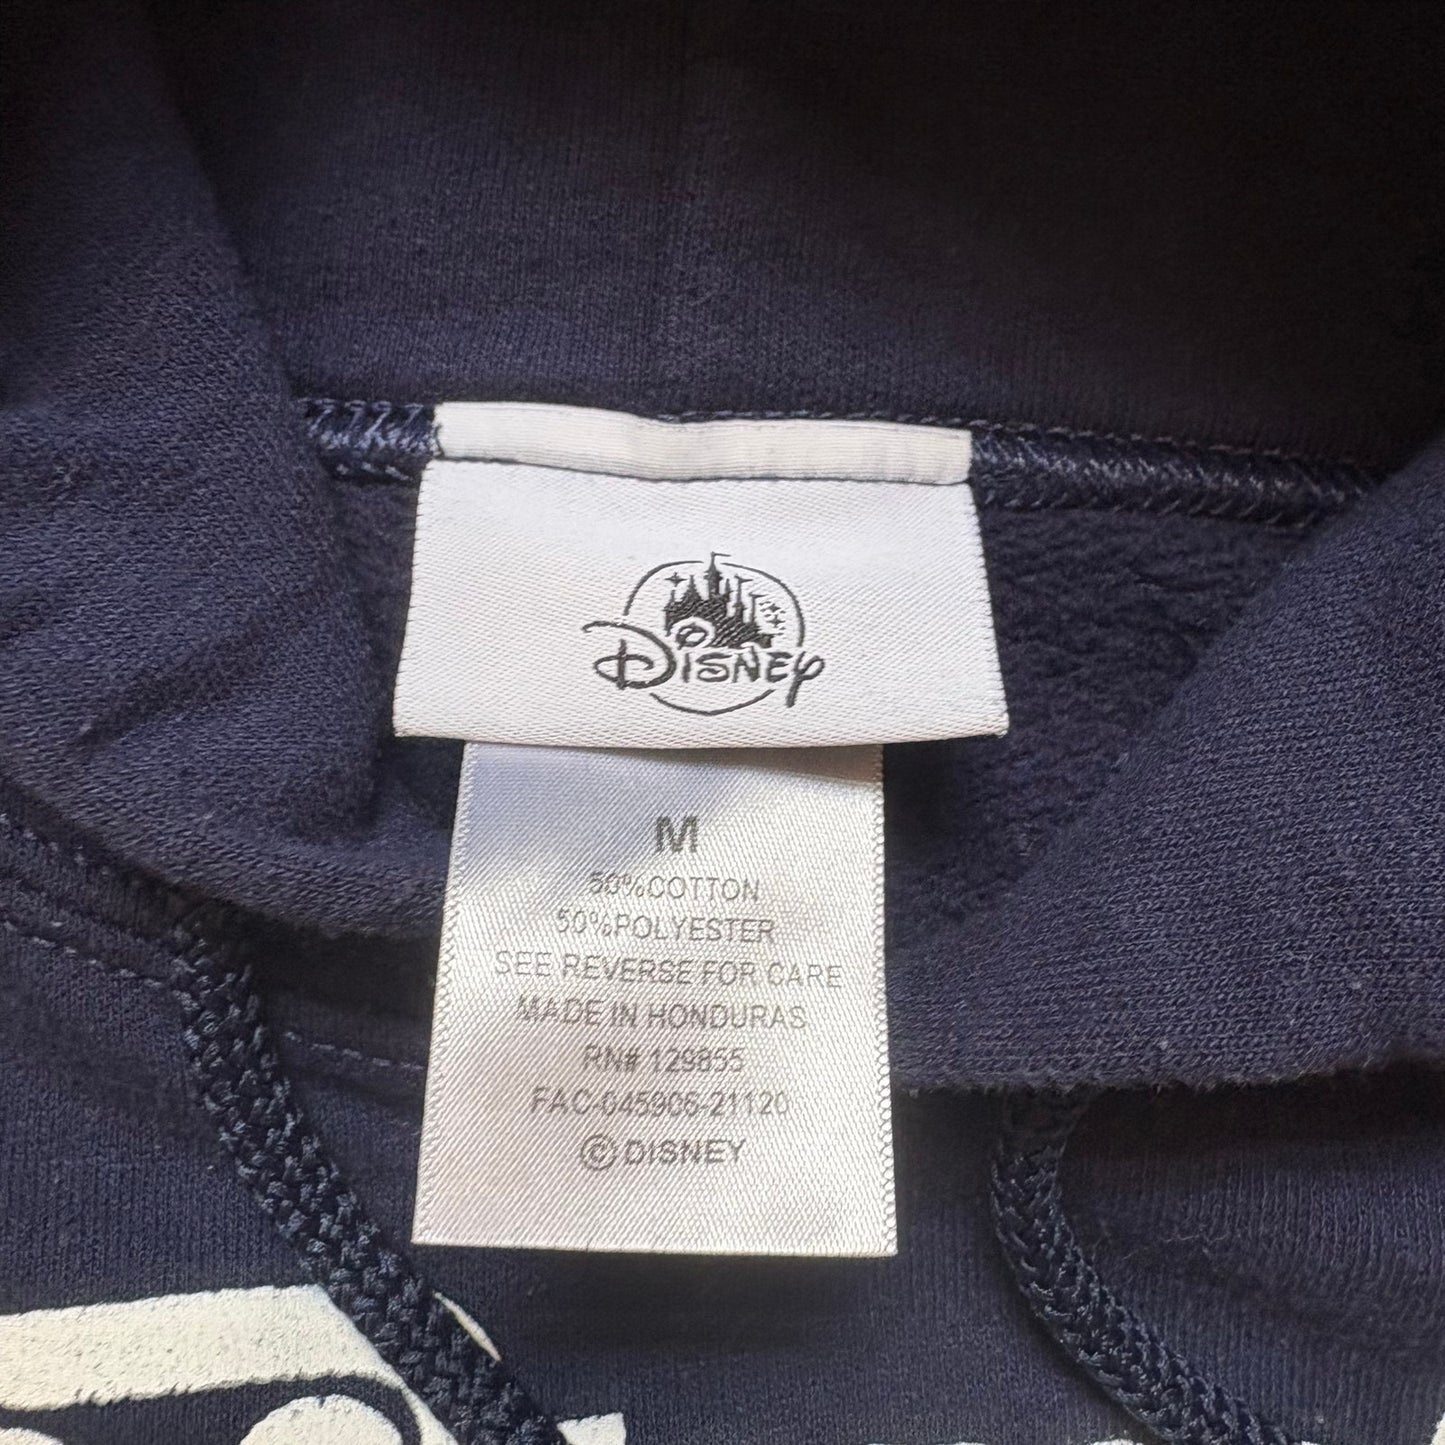 Disney
M
50%COTTON
50%POLYESTER
SEE REVERSE FOR CARE
MADE IN HONDURAS
RN# 129855
FAC-045906-21120
©DISNEY